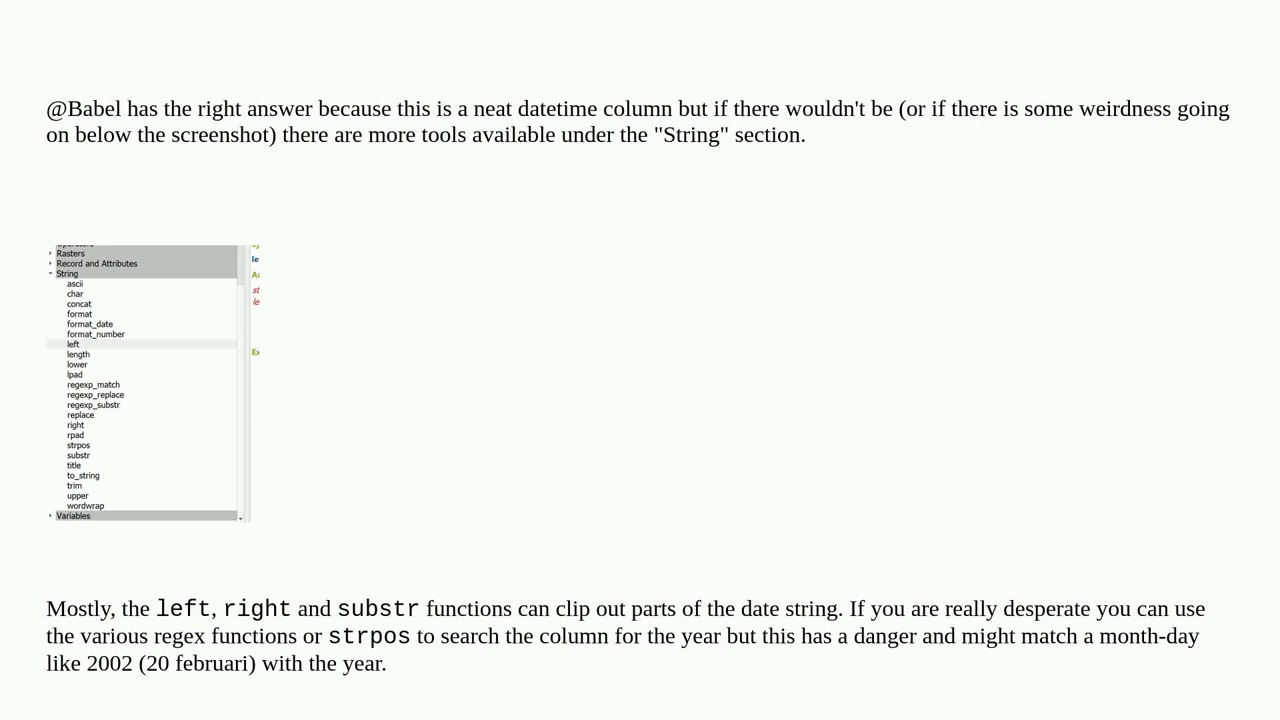 @Babel has the right answer because this is a neat datetime column but if there wouldn't be (or if there is some weirdness going
on below the screenshot) there are more tools available under the "String" section.
Rasters
Record and Attributes
String
ascii
char
concat
format
format_date
format_number
left
length
lower
lpad
regexp_match
regexp_replace
regexp_substr
replace
right
rpad
strpos
substr
title
to_string
trim
upper
wordwrap
Variables
le
st
le
Mostly, the left, right and substr functions can clip out parts of the date string. If you are really desperate you can use
the various regex functions or strpos to search the column for the year but this has a danger and might match a month-day
like 2002 (20 februari) with the year.